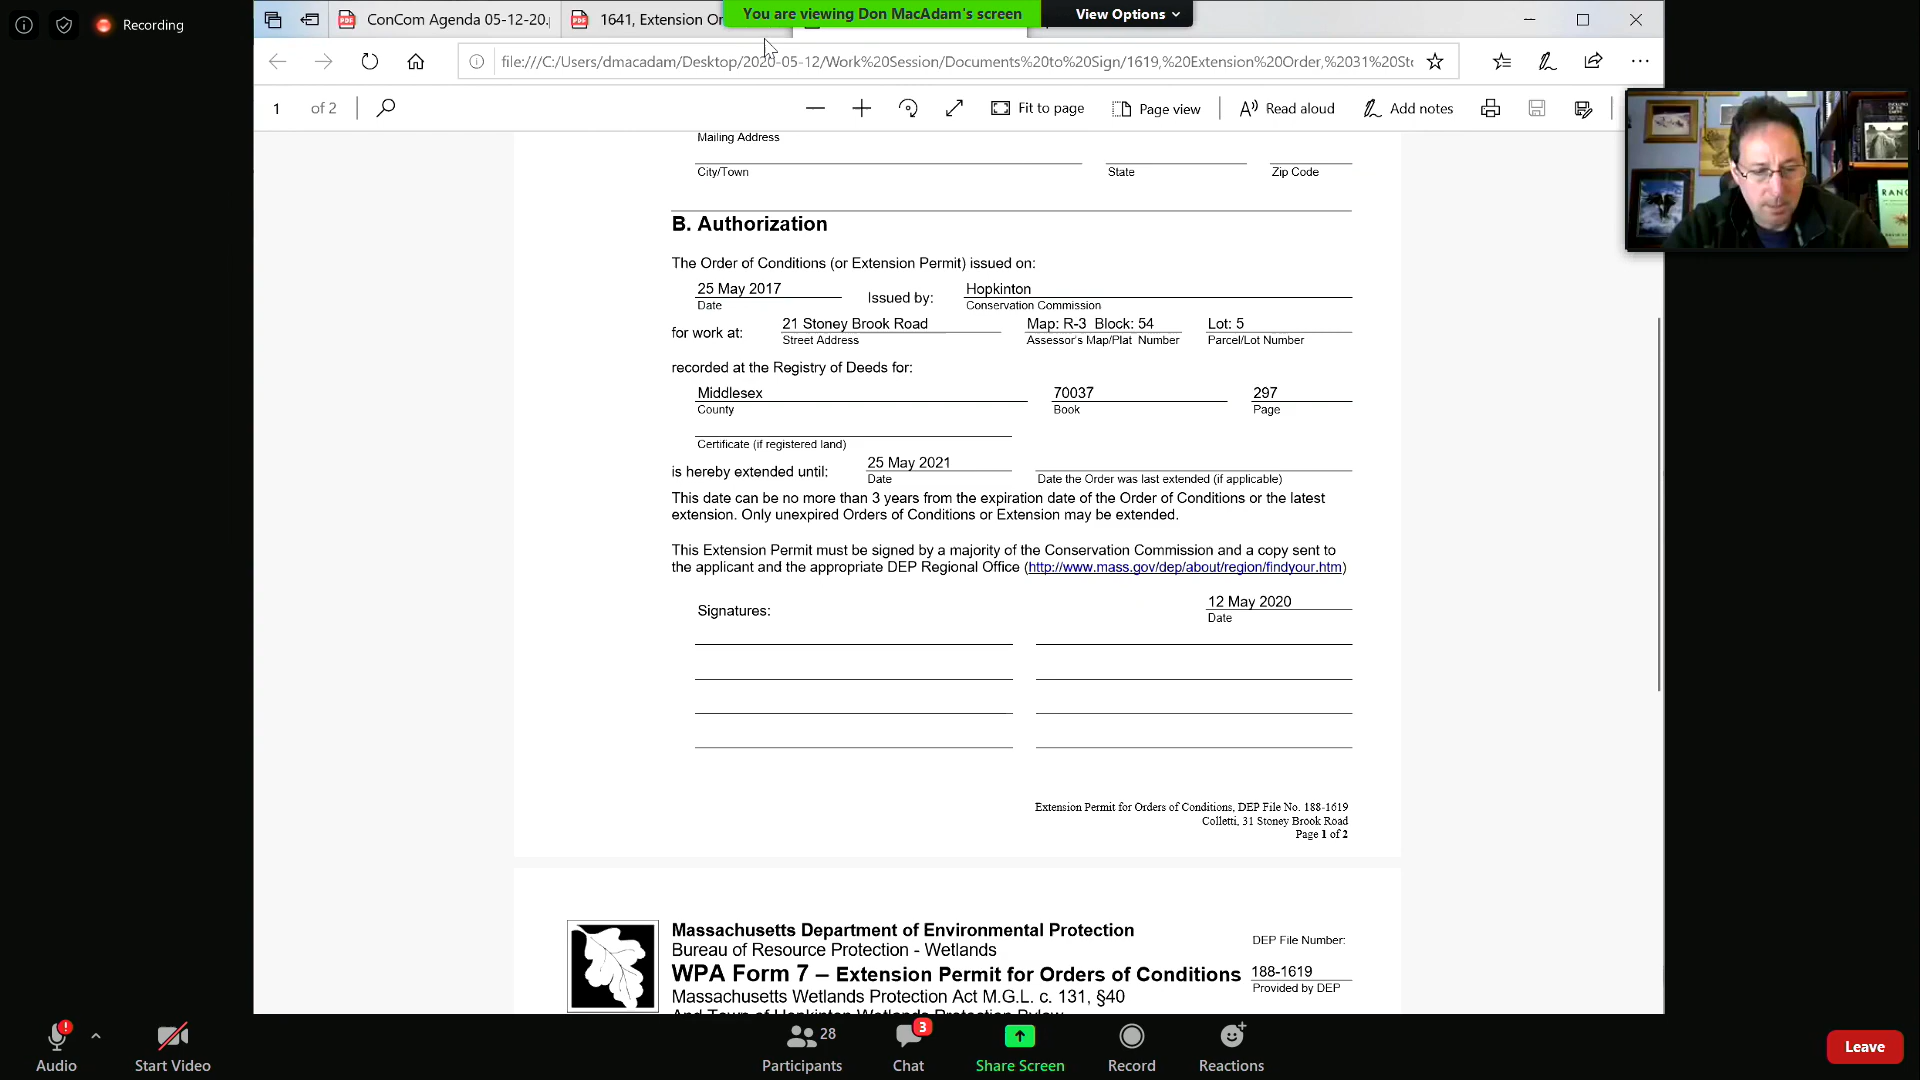 Recording
ConCom Agenda 05-12-20.
1641, Extension Or
You are viewing Don MacAdam's screen
View Options
file:///C:/Users/dmacadam/Desktop/2020-05-12/Work%20Session/Documents%20to%20Sign/1619,%20Extension%20Order,%2031%20St
1 of 2
Fit to page
Page view
Read aloud
Add notes
Mailing Address
City/Town State Zip Code
B. Authorization
The Order of Conditions (or Extension Permit) issued on:
25 May 2017 Issued by: Hopkinton
Date Conservation Commission
for work at: 21 Stoney Brook Road Map: R-3 Block: 54 Lot: 5
Street Address Assessor's Map/Plat Number Parcel/Lot Number
recorded at the Registry of Deeds for:
Middlesex 70037 297
County Book Page
Certificate (if registered land)
is hereby extended until: 25 May 2021
Date Date the Order was last extended (if applicable)
This date can be no more than 3 years from the expiration date of the Order of Conditions or the latest
extension. Only unexpired Orders of Conditions or Extension may be extended.
This Extension Permit must be signed by a majority of the Conservation Commission and a copy sent to
the applicant and the appropriate DEP Regional Office (http://www.mass.gov/dep/about/region/findyour.htm)
Signatures: 12 May 2020
Date
Extension Permit for Orders of Conditions, DEP File No. 188-1619
Colletti, 31 Stoney Brook Road
Page 1 of 2
Massachusetts Department of Environmental Protection
Bureau of Resource Protection - Wetlands
DEP File Number:
WPA Form 7 – Extension Permit for Orders of Conditions 188-1619
Provided by DEP
Massachusetts Wetlands Protection Act M.G.L. c. 131, §40
And Town of Hopkinton Wetlands Protection Bylaw
RANG
Audio
Start Video
Participants 28
Chat 3
Share Screen
Record
Reactions
Leave